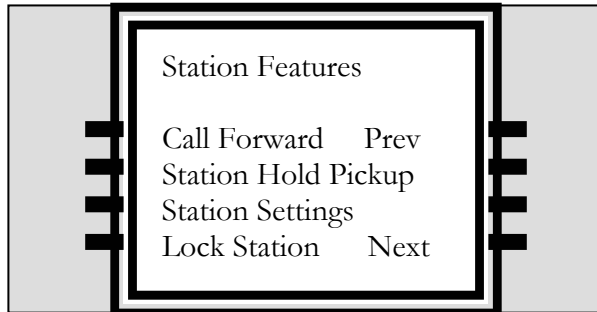 Station Features
Call Forward Prev
Station Hold Pickup
Station Settings
Lock Station Next